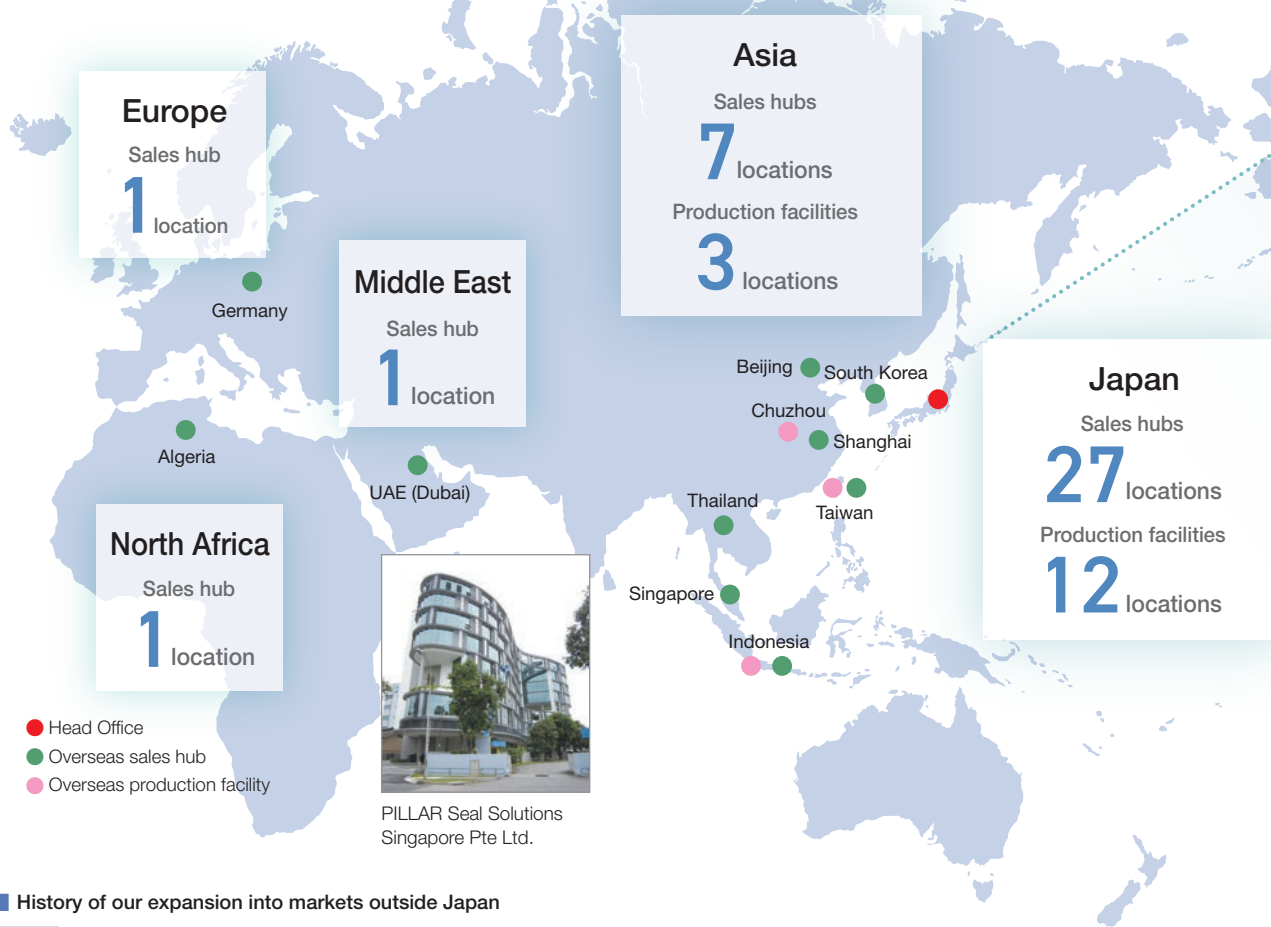 Europe
Sales hub
1 location
Asia
Sales hubs
7 locations
Production facilities
3 locations
Middle East
Sales hub
1 location
Germany
Japan
Sales hubs
27 locations
Production facilities
12 locations
Beijing
South Korea
Chuzhou
Shanghai
Algeria
UAE (Dubai)
Thailand
Taiwan
North Africa
Sales hub
1 location
Singapore
Indonesia
Head Office
Overseas sales hub
Overseas production facility
PILLAR Seal Solutions
Singapore Pte Ltd.
History of our expansion into markets outside Japan